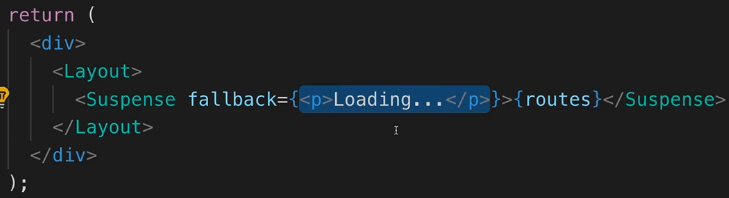 return (
<div>
<Layout>
<Suspense fallback={<p>Loading...</p>}>{routes}</Suspense>
</Layout>
</div>
);